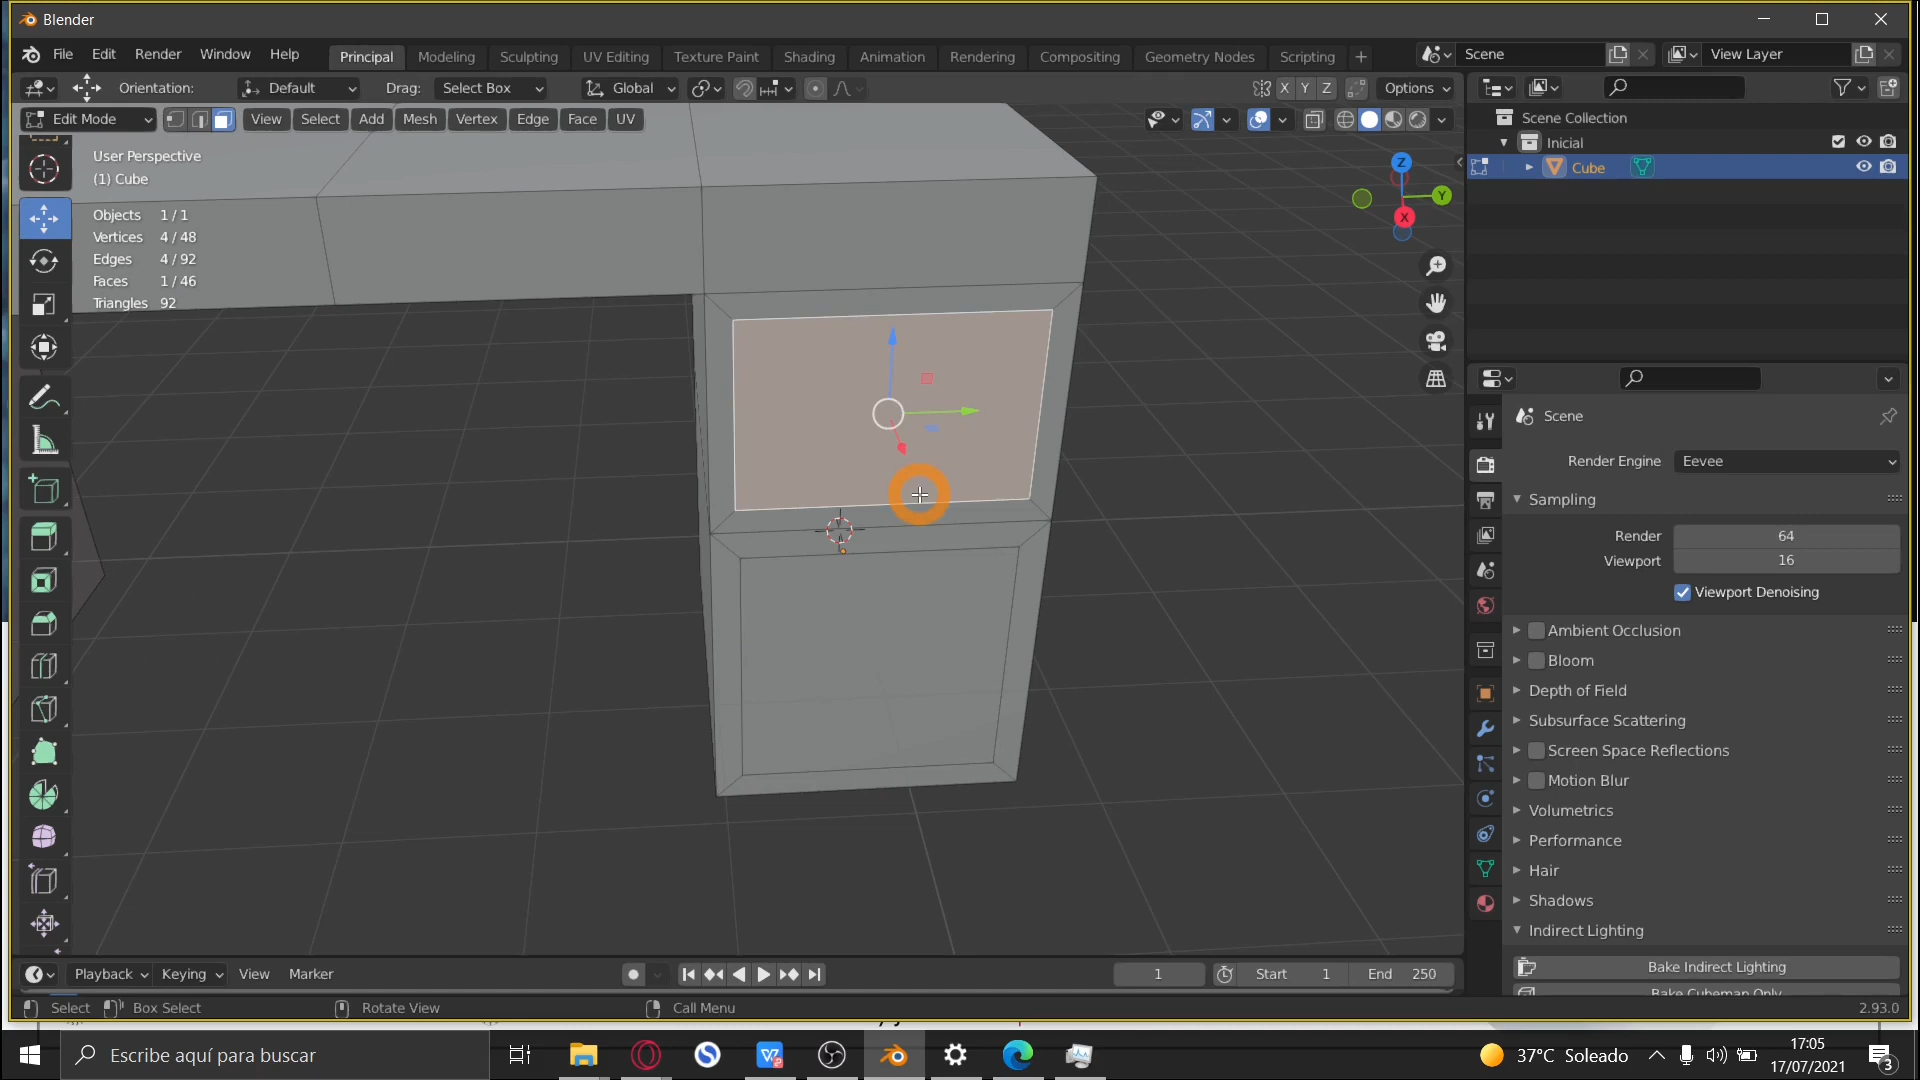 Blender
File Edit Render Window Help Principal Modeling Sculpting UV Editing Texture Paint Shading Animation Rendering Compositing Geometry Nodes Scripting + Scene View Layer
Orientation: Default Drag: Select Box Global X Y Z Options
Edit Mode View Select Add Mesh Vertex Edge Face UV
Scene Collection
Inicial
Cube
User Perspective
(1) Cube
Objects 1 / 1
Vertices 4 / 48
Edges 4 / 92
Faces 1 / 46
Triangles 92
Z
Y
X
Scene
Render Engine Eevee
Sampling
Render 64
Viewport 16
Viewport Denoising
Ambient Occlusion
Bloom
Depth of Field
Subsurface Scattering
Screen Space Reflections
Motion Blur
Volumetrics
Performance
Hair
Shadows
Indirect Lighting
Bake Indirect Lighting
Bake Cubemap Only
Playback Keying View Marker 1 Start 1 End 250
Select Box Select Rotate View Call Menu 2.93.0
Escribe aquí para buscar
37°C Soleado
17:05
17/07/2021
3